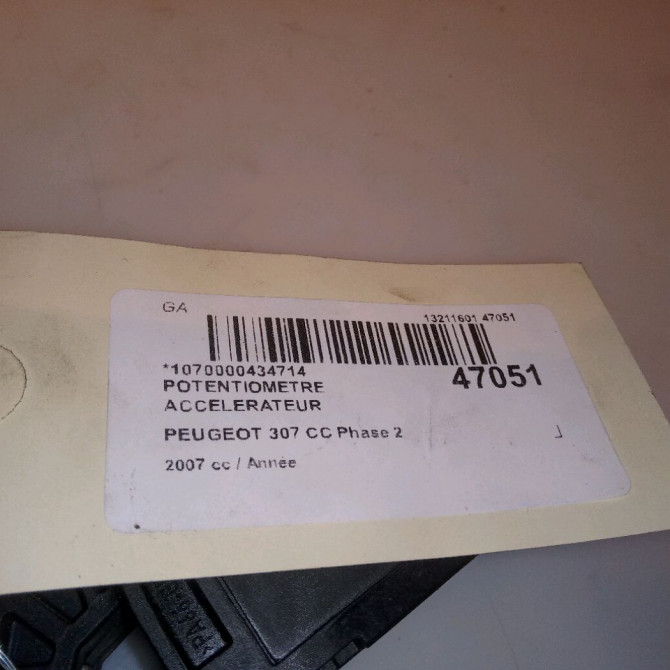 GA
13211601 47051
*1070000434714
47051
POTENTIOMETRE
ACCELERATEUR
PEUGEOT 307 CC Phase 2
2007 cc / Année